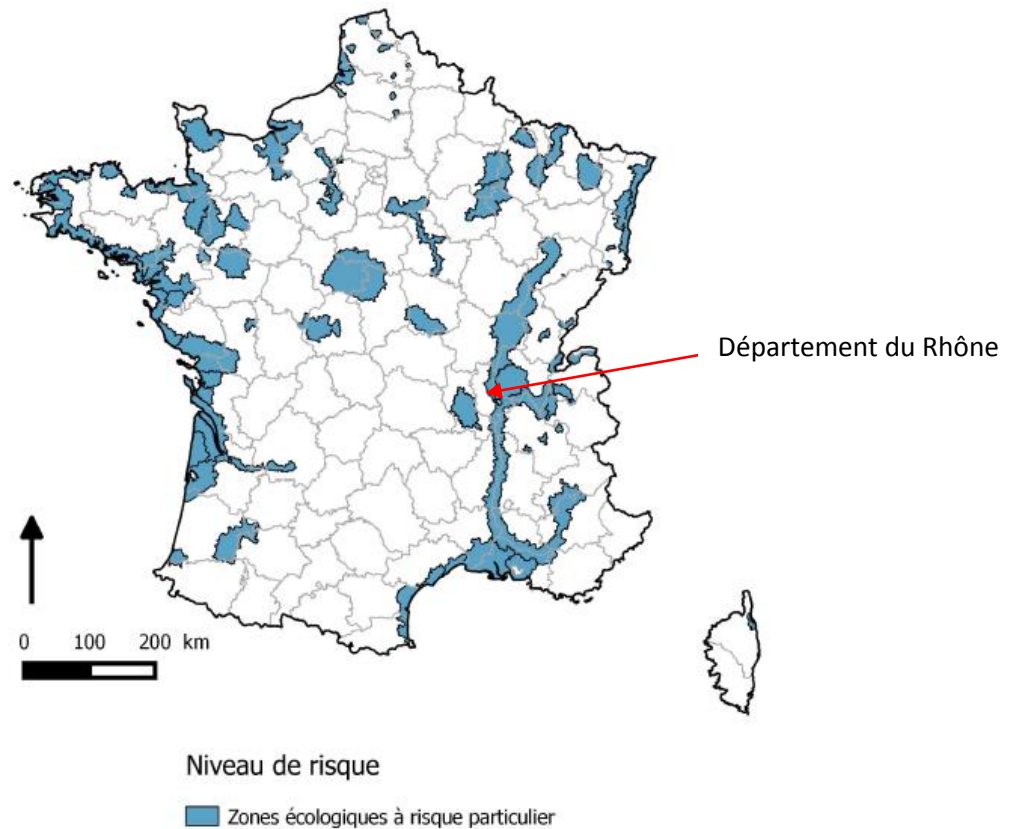 Département du Rhône
0 100 200 km
Niveau de risque
Zones écologiques à risque particulier